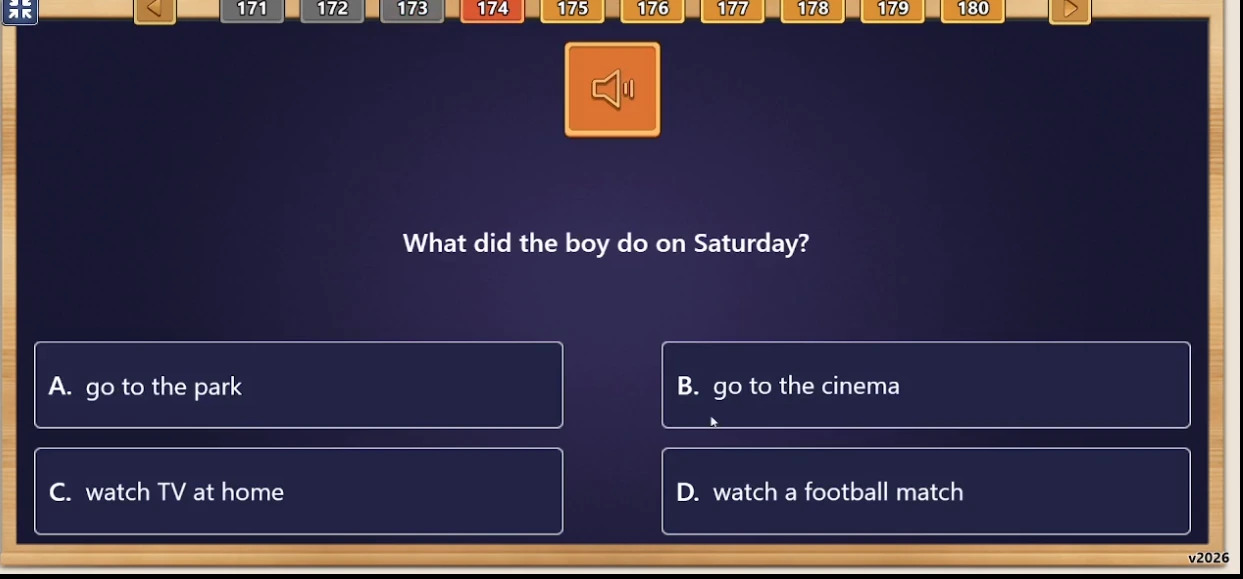 171 172 173 174 175 176 177 178 179 180
What did the boy do on Saturday?
A. go to the park
B. go to the cinema
C. watch TV at home
D. watch a football match
v2026